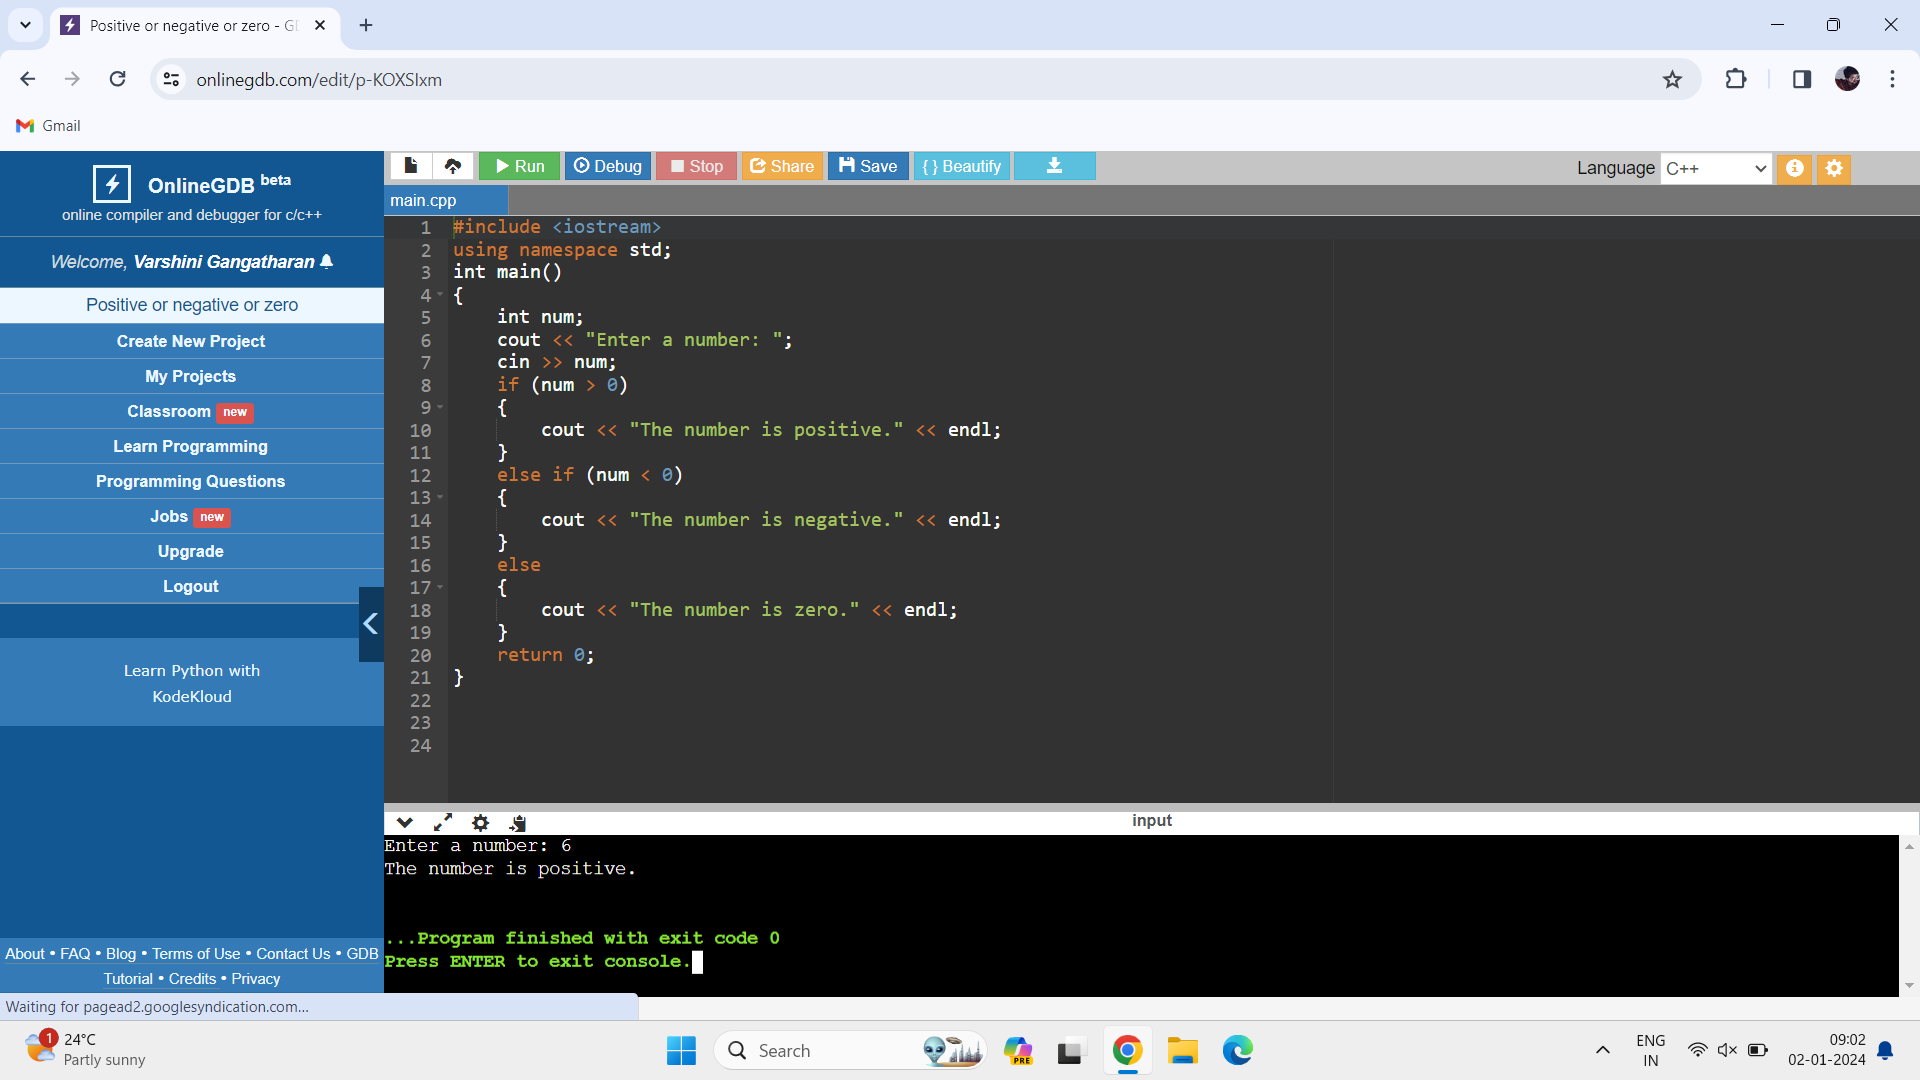 Positive or negative or zero - G
onlinegdb.com/edit/p-KOXSIxm
Gmail
OnlineGDB beta
online compiler and debugger for c/c++
Welcome, Varshini Gangatharan
Positive or negative or zero
Create New Project
My Projects
Classroom new
Learn Programming
Programming Questions
Jobs new
Upgrade
Logout
Learn Python with
KodeKloud
About • FAQ • Blog • Terms of Use • Contact Us • GDB
Tutorial • Credits • Privacy
Waiting for pagead2.googlesyndication.com...
Run Debug Stop Share Save { } Beautify
Language C++
main.cpp
1 #include <iostream>
2 using namespace std;
3 int main()
4 {
5     int num;
6     cout << "Enter a number: ";
7     cin >> num;
8     if (num > 0)
9     {
10         cout << "The number is positive." << endl;
11     }
12     else if (num < 0)
13     {
14         cout << "The number is negative." << endl;
15     }
16     else
17     {
18         cout << "The number is zero." << endl;
19     }
20     return 0;
21 }
22
23
24
input
Enter a number: 6
The number is positive.
...Program finished with exit code 0
Press ENTER to exit console.
1
24°C
Partly sunny
Search
PRE
ENG
IN
09:02
02-01-2024